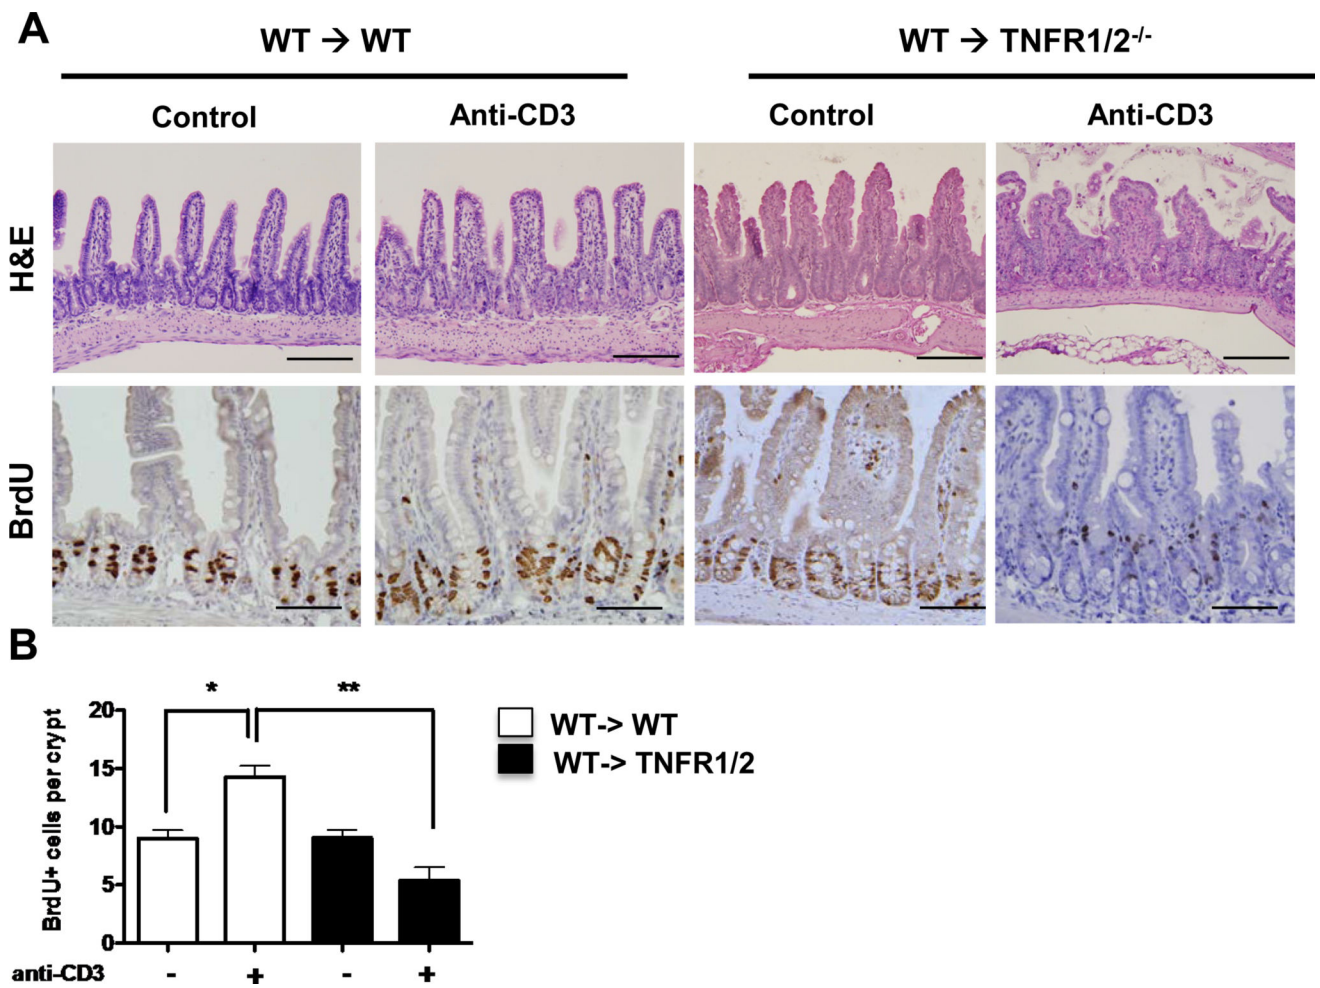 A
WT → WT
WT → TNFR1/2-/-
Control
Anti-CD3
Control
Anti-CD3
H&E
BrdU
B
* **
20
15
10
5
0
BrdU+ cells per crypt
WT-> WT
WT-> TNFR1/2
anti-CD3 - + - +